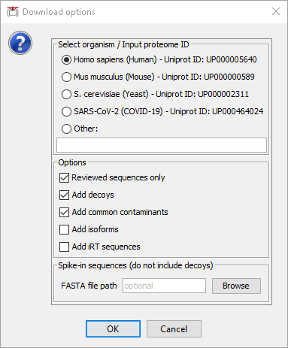 Download options
Select organism / Input proteome ID
Homo sapiens (Human) - Uniprot ID: UP000005640
Mus musculus (Mouse) - Uniprot ID: UP000000589
S. cerevisiae (Yeast) - Uniprot ID: UP000002311
SARS-CoV-2 (COVID-19) - Uniprot ID: UP000464024
Other:
Options
Reviewed sequences only
Add decoys
Add common contaminants
Add isoforms
Add iRT sequences
Spike-in sequences (do not include decoys)
FASTA file path optional Browse
OK Cancel